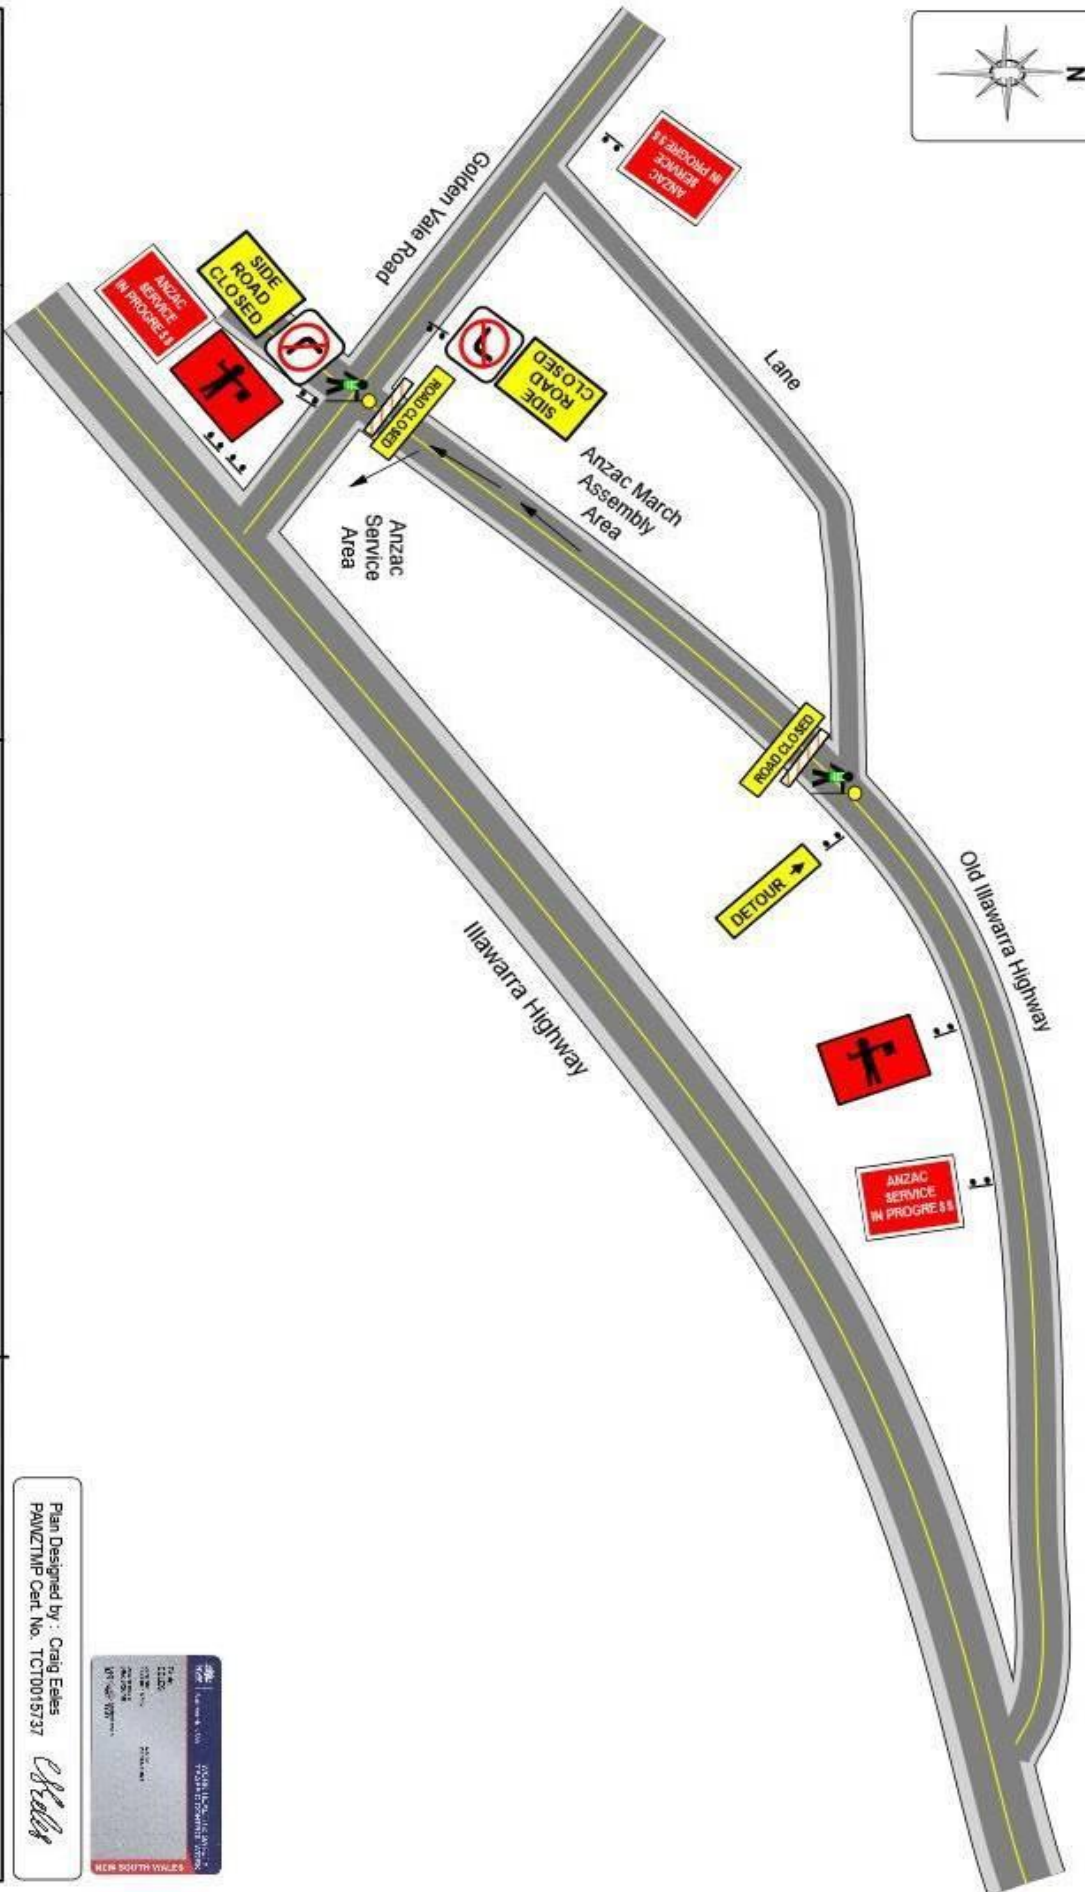 N
ANZAC
SERVICE
IN PROGRESS
Golden Vale Road
SIDE
ROAD
CLOSED
ANZAC
SERVICE
IN PROGRESS
SIDE
ROAD
CLOSED
ROAD CLOSED
Lane
Anzac March
Assembly
Area
Anzac
Service
Area
ROAD CLOSED
DETOUR
Old Illawarra Highway
Illawarra Highway
ANZAC
SERVICE
IN PROGRESS
Plan Designed by : Craig Eeles
PAWZTMP Cert. No. TCT0015737
NEW SOUTH WALES